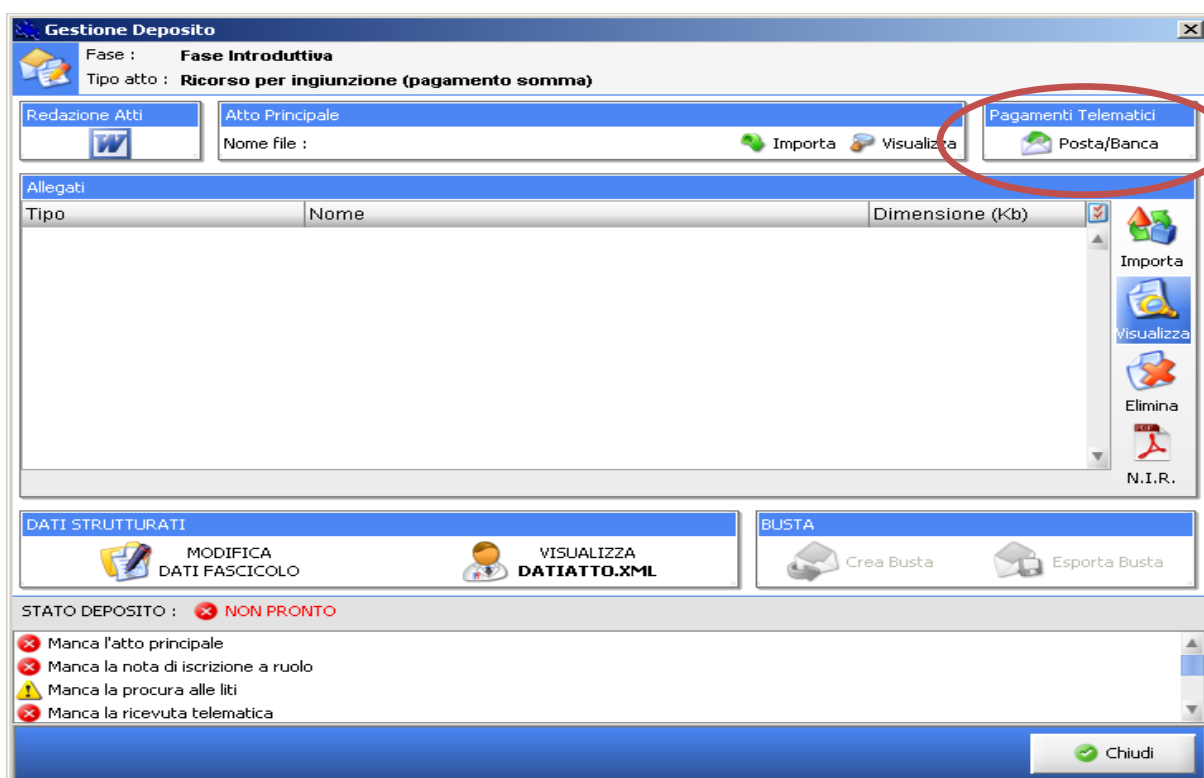 Gestione Deposito
Fase : Fase Introduttiva
Tipo atto : Ricorso per ingiunzione (pagamento somma)
Redazione Atti
Atto Principale
Pagamenti Telematici
W
Nome file :
Importa
Visualizza
Posta/Banca
Allegati
Tipo
Nome
Dimensione (Kb)
Importa
Visualizza
Elimina
PDF
N.I.R.
DATI STRUTTURATI
MODIFICA
DATI FASCICOLO
VISUALIZZA
DATIATTO.XML
BUSTA
Crea Busta
Esporta Busta
STATO DEPOSITO : NON PRONTO
Manca l'atto principale
Manca la nota di iscrizione a ruolo
Manca la procura alle liti
Manca la ricevuta telematica
Chiudi